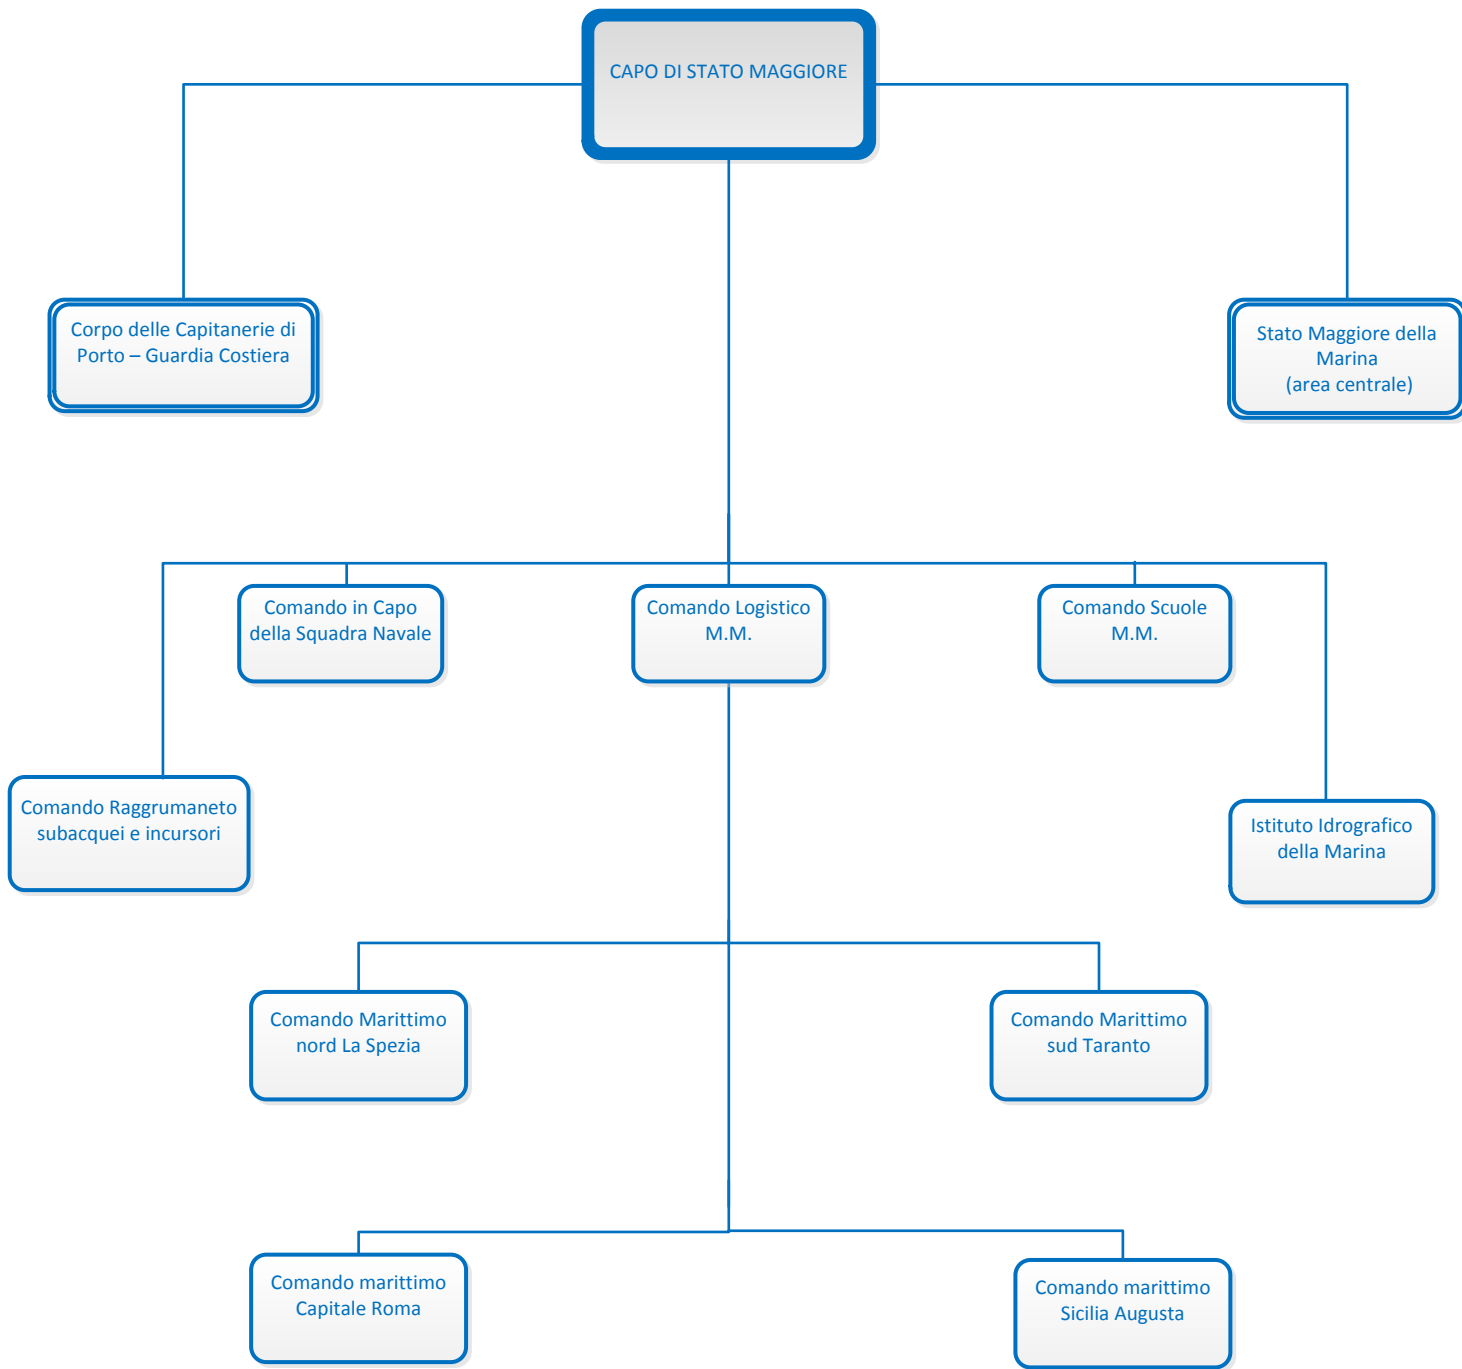 CAPO DI STATO MAGGIORE
Corpo delle Capitanerie di
Porto – Guardia Costiera
Stato Maggiore della
Marina
(area centrale)
Comando in Capo
della Squadra Navale
Comando Logistico
M.M.
Comando Scuole
M.M.
Comando Raggrumaneto
subacquei e incursori
Istituto Idrografico
della Marina
Comando Marittimo
nord La Spezia
Comando Marittimo
sud Taranto
Comando marittimo
Capitale Roma
Comando marittimo
Sicilia Augusta